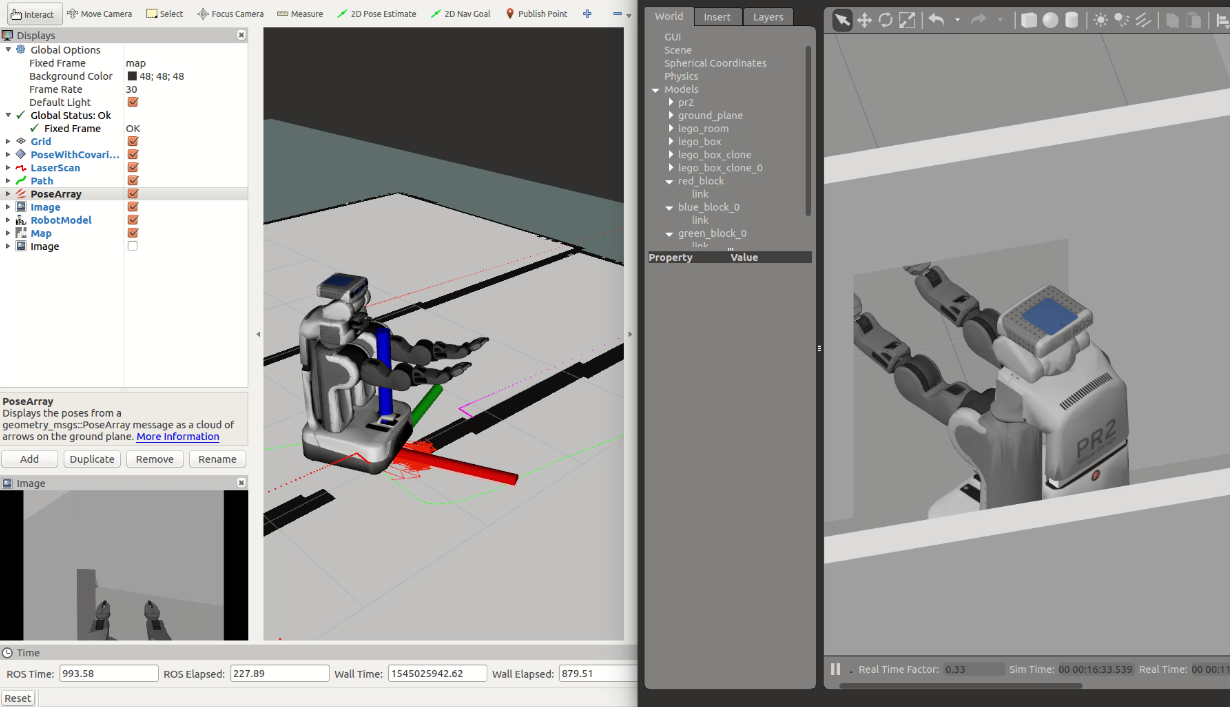 Interact Move Camera Select Focus Camera Measure 2D Pose Estimate 2D Nav Goal Publish Point
Displays
Global Options
Fixed Frame map
Background Color 48; 48; 48
Frame Rate 30
Default Light
Global Status: Ok
Fixed Frame OK
Grid
PoseWithCovari...
LaserScan
Path
PoseArray
Image
RobotModel
Map
Image
PoseArray
Displays the poses from a
geometry_msgs::PoseArray message as a cloud of
arrows on the ground plane. More Information
Add Duplicate Remove Rename
Image
Time
ROS Time: 993.58 ROS Elapsed: 227.89 Wall Time: 1545025942.62 Wall Elapsed: 879.51
Reset
World Insert Layers
GUI
Scene
Spherical Coordinates
Physics
Models
pr2
ground_plane
lego_room
lego_box
lego_box_clone
lego_box_clone_0
red_block
link
blue_block_0
link
green_block_0
link
Property Value
PR2
Real Time Factor: 0.33 Sim Time: 00 00:16:33.539 Real Time: 00 00:11